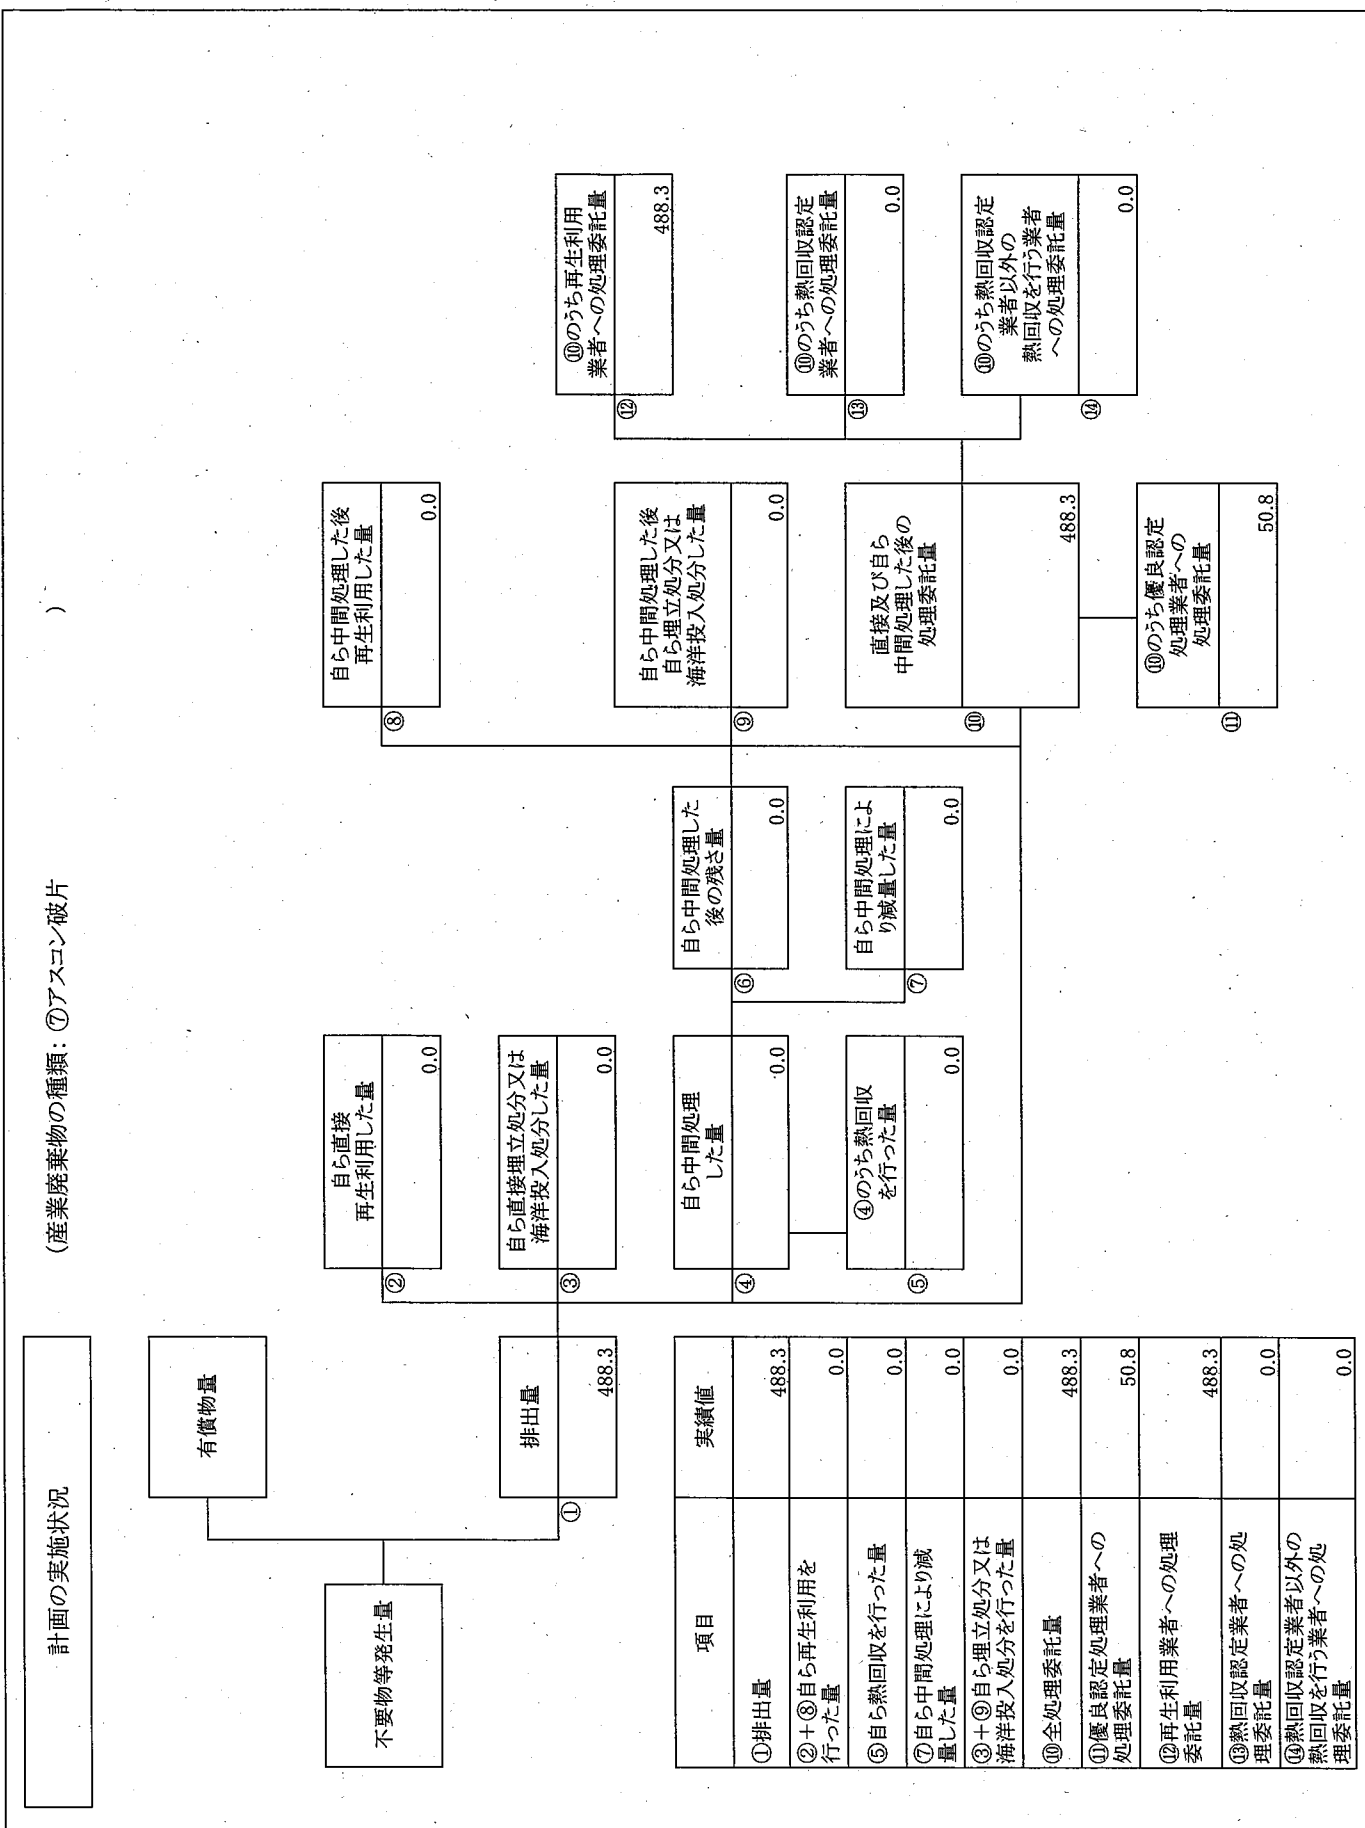 計画の実施状況
(産業廃棄物の種類：⑦アスコン破片
)
不要物等発生量
有償物量
排出量
①
488.3
自ら直接
再生利用した量
②
0.0
自ら直接埋立処分又は
海洋投入処分した量
③
0.0
自ら中間処理
した量
④
0.0
④のうち熱回収
を行った量
⑤
0.0
自ら中間処理した
後の残さ量
⑥
0.0
自ら中間処理によ
り減量した量
⑦
0.0
自ら中間処理した後
再生利用した量
⑧
0.0
自ら中間処理した後
自ら埋立処分又は
海洋投入処分した量
⑨
0.0
直接及び自ら
中間処理した後の
処理委託量
⑩
488.3
⑩のうち優良認定
処理業者への
処理委託量
⑪
50.8
⑩のうち再生利用
業者への処理委託量
⑫
488.3
⑩のうち熱回収認定
業者への処理委託量
⑬
0.0
⑩のうち熱回収認定
業者以外の
熱回収を行う業者
への処理委託量
⑭
0.0
項目 実績値
①排出量 488.3
②＋⑧自ら再生利用を
行った量 0.0
⑤自ら熱回収を行った量 0.0
⑦自ら中間処理により減
量した量 0.0
③＋⑨自ら埋立処分又は
海洋投入処分を行った量 0.0
⑩全処理委託量 488.3
⑪優良認定処理業者への
処理委託量 50.8
⑫再生利用業者への処理
委託量 488.3
⑬熱回収認定業者への処
理委託量 0.0
⑭熱回収認定業者以外の
熱回収を行う業者への処
理委託量 0.0